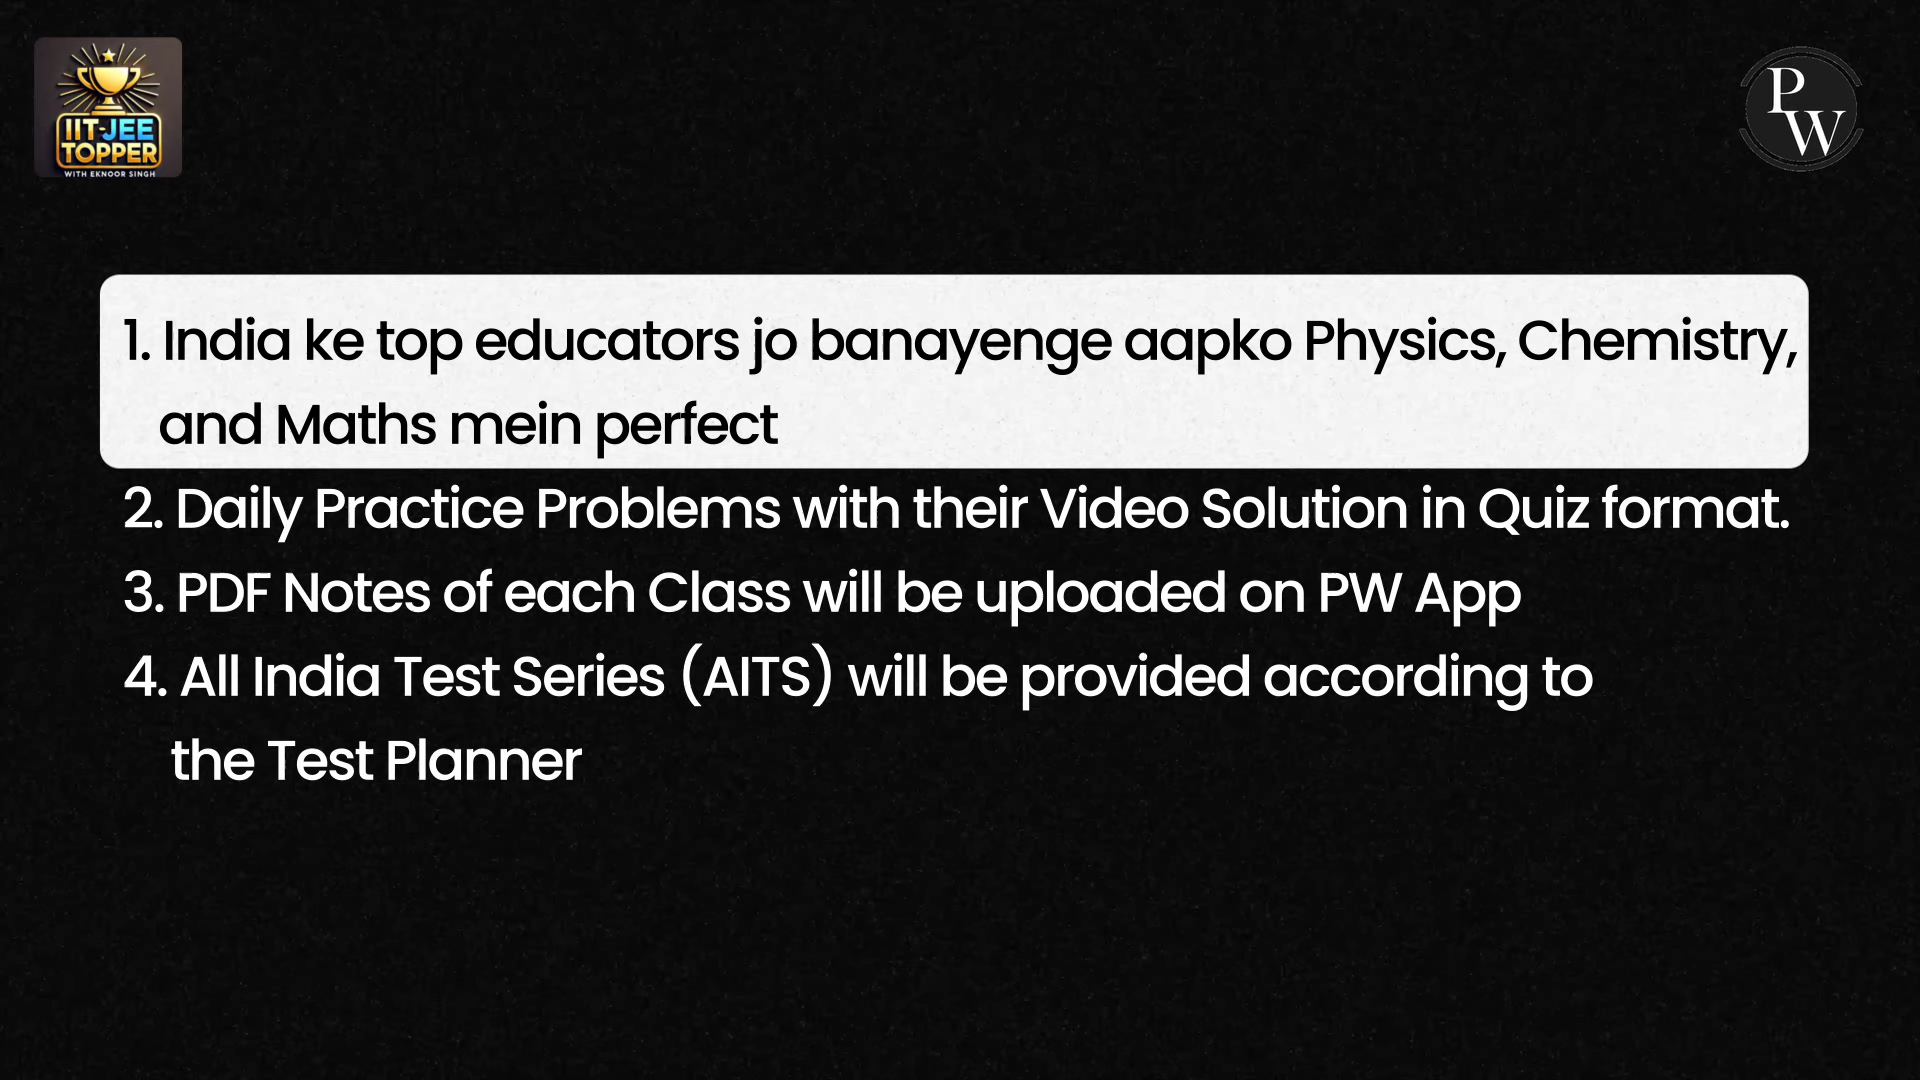 IIT-JEE
TOPPER
WITH EKNOOR SINGH
PW
1. India ke top educators jo banayenge aapko Physics, Chemistry,
and Maths mein perfect
2. Daily Practice Problems with their Video Solution in Quiz format.
3. PDF Notes of each Class will be uploaded on PW App
4. All India Test Series (AITS) will be provided according to
the Test Planner